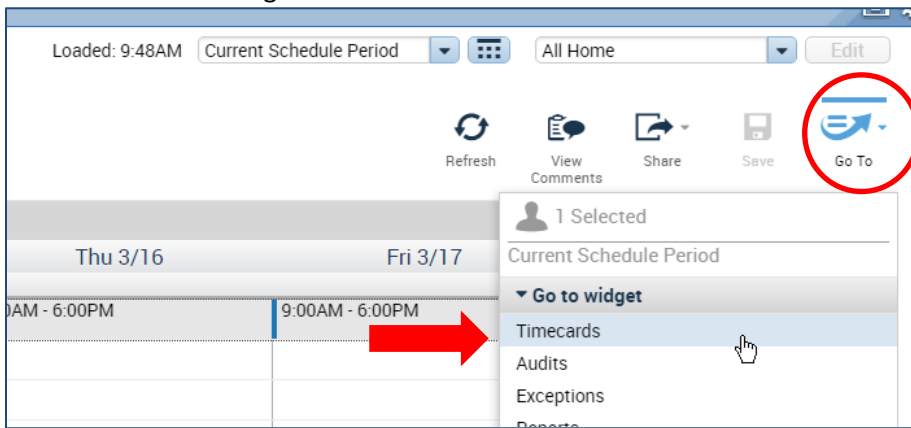 Loaded: 9:48AM Current Schedule Period All Home Edit
Refresh View Comments Share Save Go To
1 Selected
Thu 3/16 Fri 3/17 Current Schedule Period
Go to widget
AM - 6:00PM 9:00AM - 6:00PM
Timecards
Audits
Exceptions
Reports